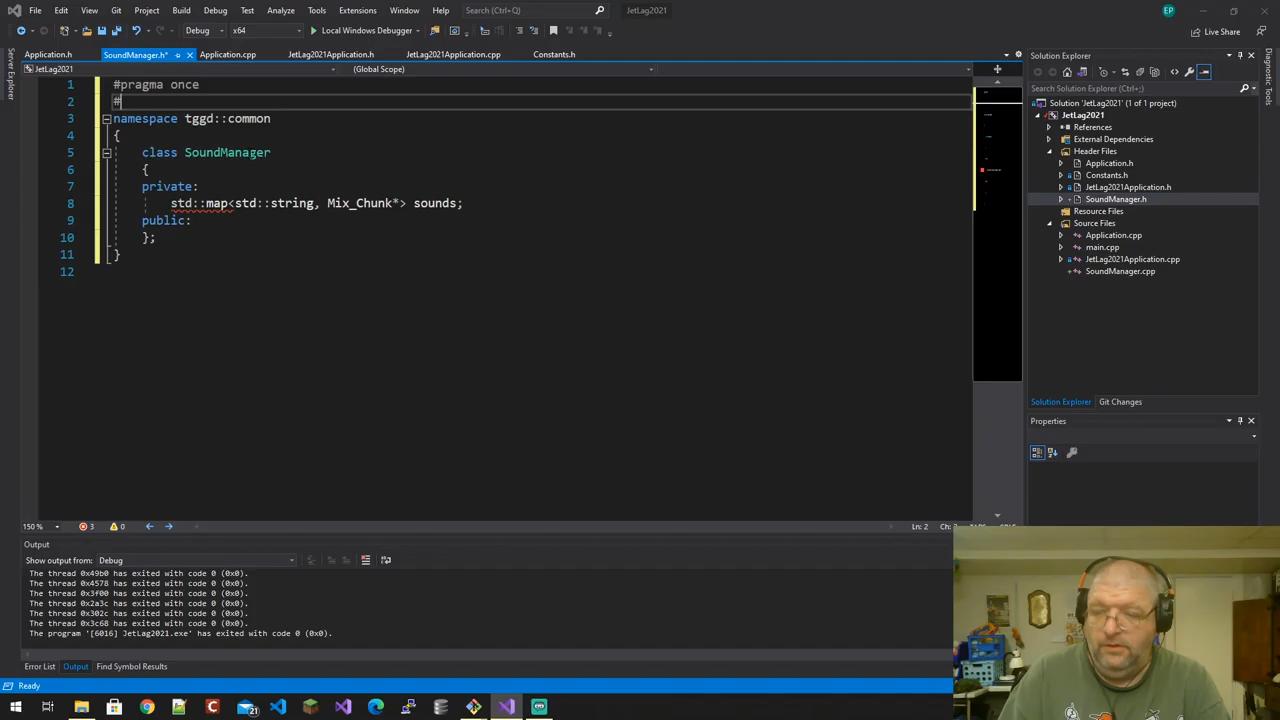 File Edit View Git Project Build Debug Test Analyze Tools Extensions Window Help Search (Ctrl+Q) JetLag2021 EP
Debug x64 Local Windows Debugger Live Share
Application.h SoundManager.h* Application.cpp JetLag2021Application.h JetLag2021Application.cpp Constants.h
JetLag2021 (Global Scope)
Server Explorer
Diagnostic Tools
1 #pragma once
2 #
3 namespace tggd::common
4 {
5 class SoundManager
6 {
7 private:
8 std::map<std::string, Mix_Chunk*> sounds;
9 public:
10 };
11 }
12
Solution Explorer
Search Solution Explorer (Ctrl+;)
Solution 'JetLag2021' (1 of 1 project)
JetLag2021
References
External Dependencies
Header Files
Application.h
Constants.h
JetLag2021Application.h
SoundManager.h
Resource Files
Source Files
Application.cpp
main.cpp
JetLag2021Application.cpp
SoundManager.cpp
Solution Explorer Git Changes
Properties
150 % 3 0 Ln: 2
Output
Show output from: Debug
The thread 0x49b0 has exited with code 0 (0x0).
The thread 0x4578 has exited with code 0 (0x0).
The thread 0x3f00 has exited with code 0 (0x0).
The thread 0x2a3c has exited with code 0 (0x0).
The thread 0x302c has exited with code 0 (0x0).
The thread 0x3c68 has exited with code 0 (0x0).
The program '[6016] JetLag2021.exe' has exited with code 0 (0x0).
Error List Output Find Symbol Results
Ready